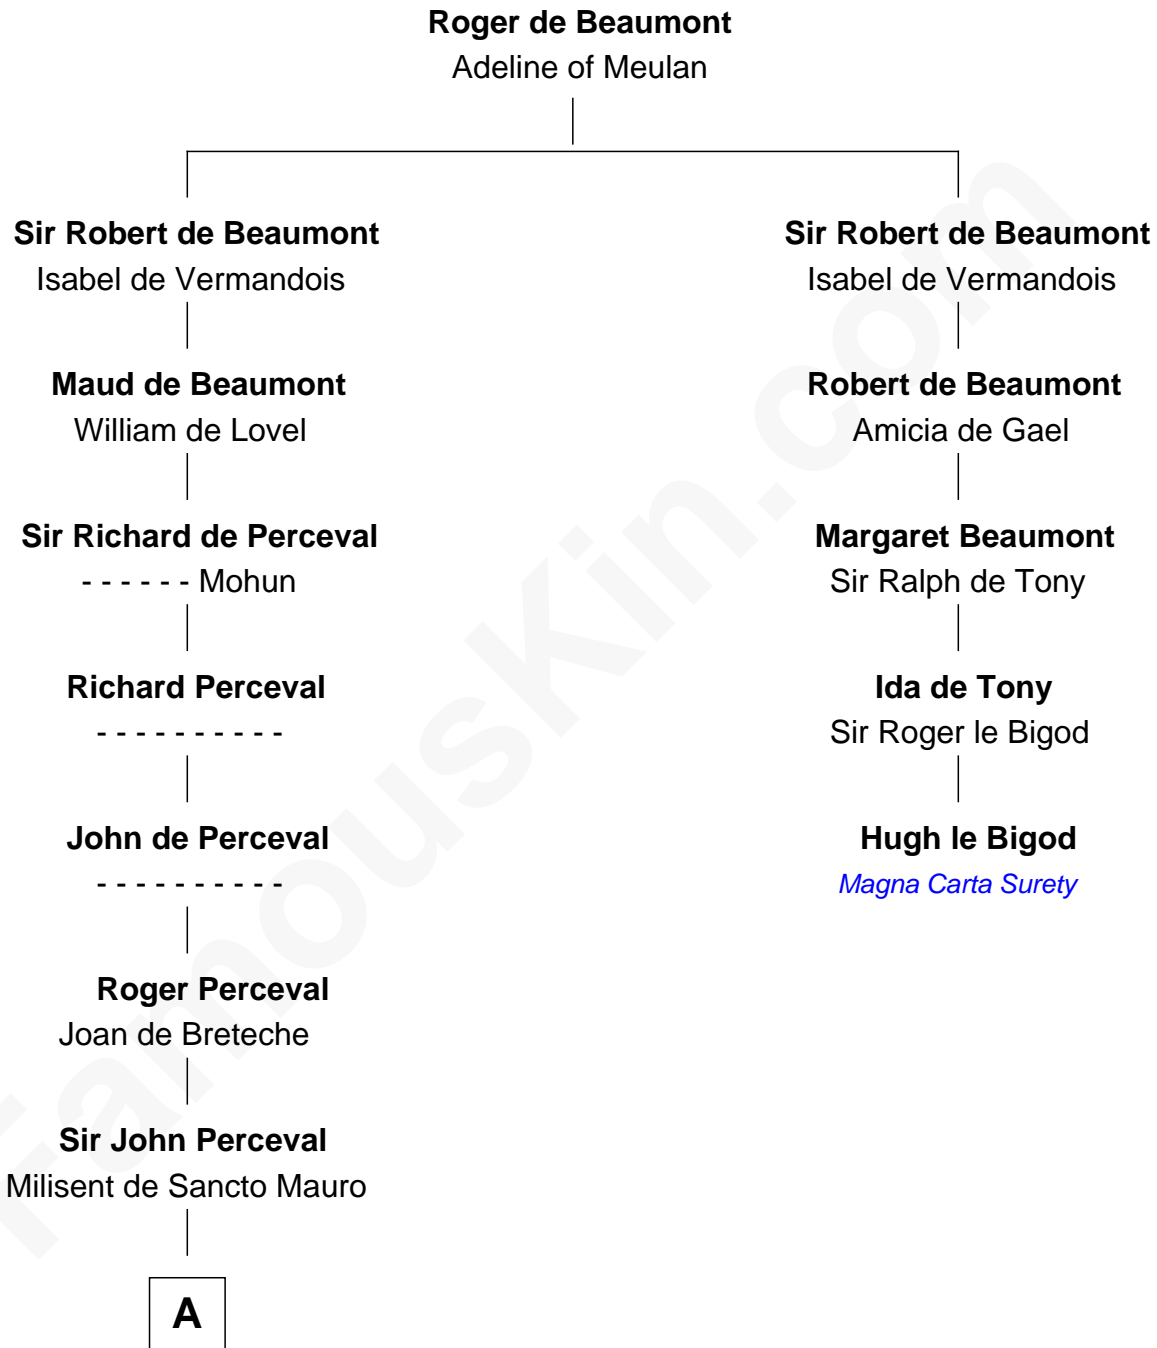 Roger de Beaumont
Adeline of Meulan
Sir Robert de Beaumont
Isabel de Vermandois
Sir Robert de Beaumont
Isabel de Vermandois
Maud de Beaumont
William de Lovel
Robert de Beaumont
Amicia de Gael
Sir Richard de Perceval
- - - - - - Mohun
Margaret Beaumont
Sir Ralph de Tony
Richard Perceval
- - - - - - - - - -
Ida de Tony
Sir Roger le Bigod
John de Perceval
- - - - - - - - - -
Hugh le Bigod
Magna Carta Surety
Roger Perceval
Joan de Breteche
Sir John Perceval
Milisent de Sancto Mauro
A
FamousKin.com